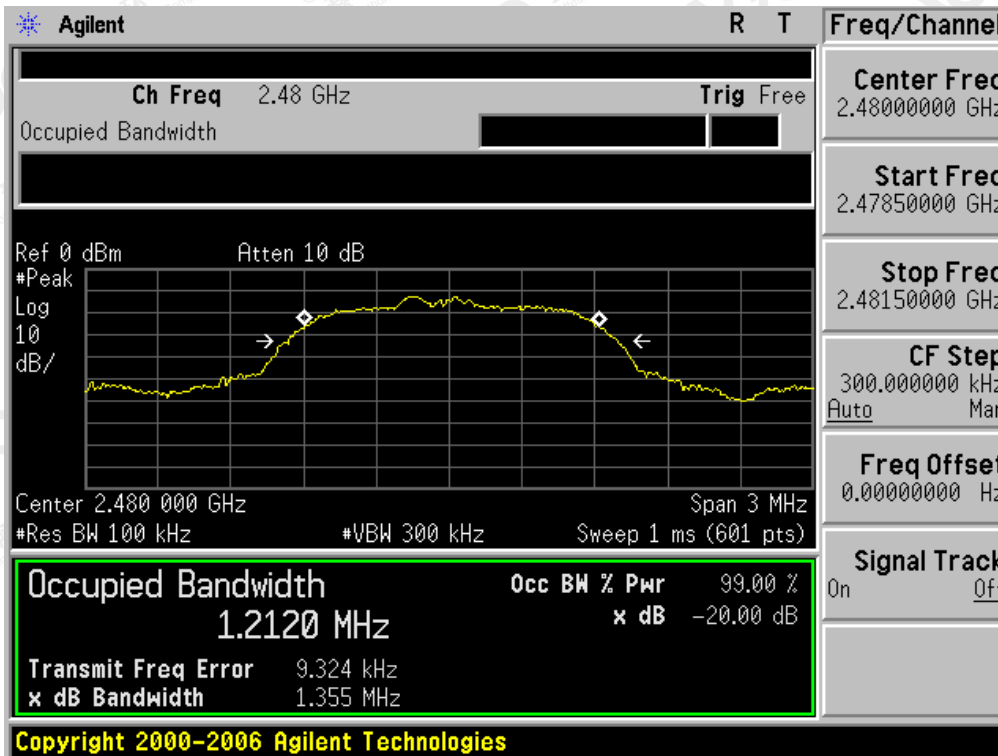 Agilent R T
Freq/Channel
Ch Freq 2.48 GHz Trig Free
Occupied Bandwidth
Center Freq
2.48000000 GHz
Start Freq
2.47850000 GHz
Stop Freq
2.48150000 GHz
CF Step
300.000000 kHz
Auto Man
Freq Offset
0.00000000 Hz
Signal Track
On Off
Ref 0 dBm Atten 10 dB
#Peak
Log
10
dB/
Center 2.480 000 GHz Span 3 MHz
#Res BW 100 kHz #VBW 300 kHz Sweep 1 ms (601 pts)
Occupied Bandwidth
1.2120 MHz
Occ BW % Pwr 99.00 %
x dB -20.00 dB
Transmit Freq Error 9.324 kHz
x dB Bandwidth 1.355 MHz
Copyright 2000-2006 Agilent Technologies